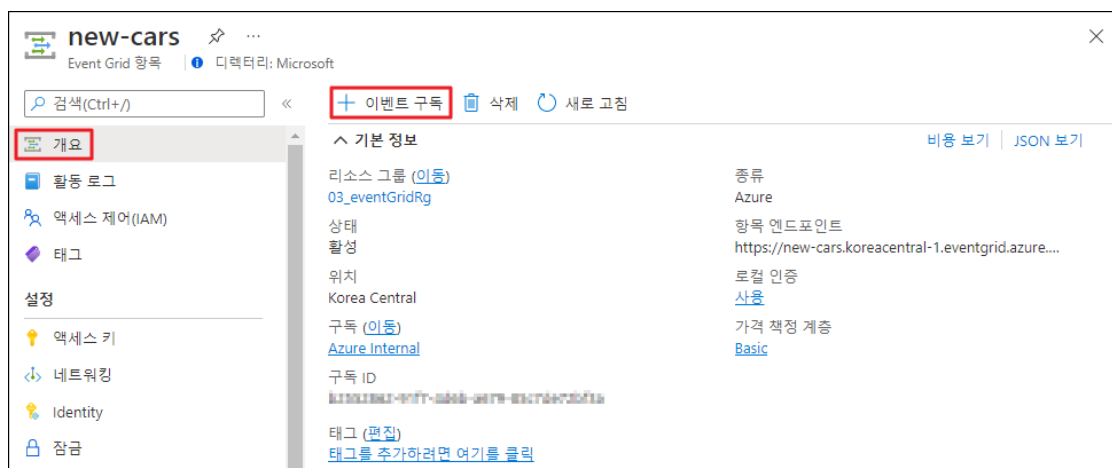 new-cars
Event Grid 항목
디렉터리: Microsoft
검색(Ctrl+/)
개요
활동 로그
액세스 제어(IAM)
태그
설정
액세스 키
네트워킹
Identity
잠금
이벤트 구독
삭제
새로 고침
기본 정보
비용 보기
JSON 보기
리소스 그룹 (이동)
03_eventGridRg
상태
활성
위치
Korea Central
구독 (이동)
Azure Internal
구독 ID
태그 (편집)
태그를 추가하려면 여기를 클릭
종류
Azure
항목 엔드포인트
https://new-cars.koreacentral-1.eventgrid.azure....
로컬 인증
사용
가격 책정 계층
Basic